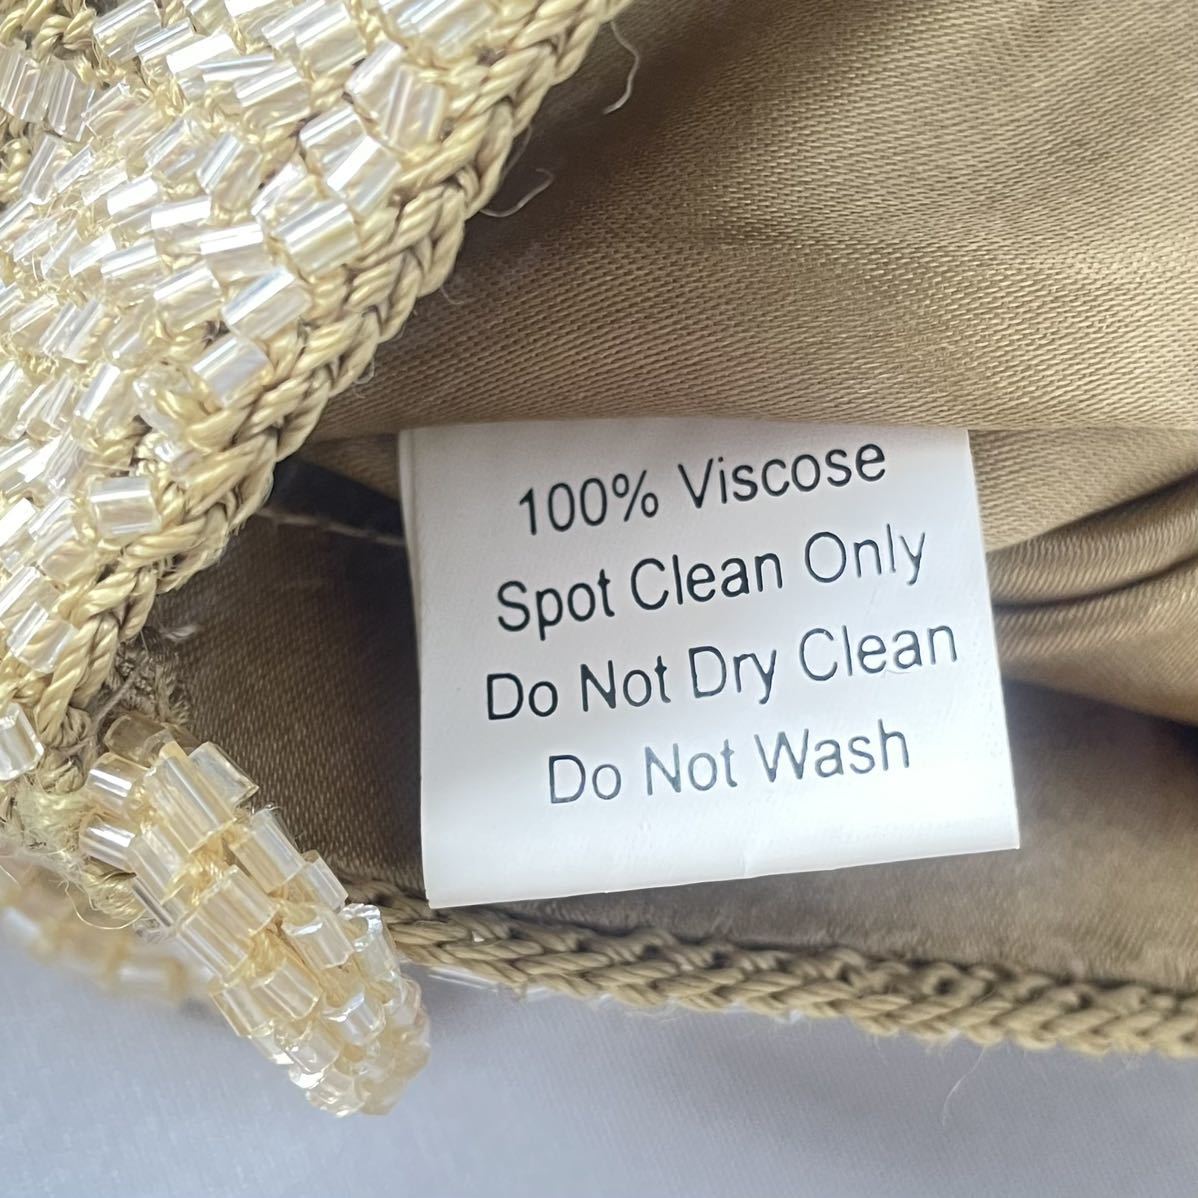 100% Viscose
Spot Clean Only
Do Not Dry Clean
Do Not Wash